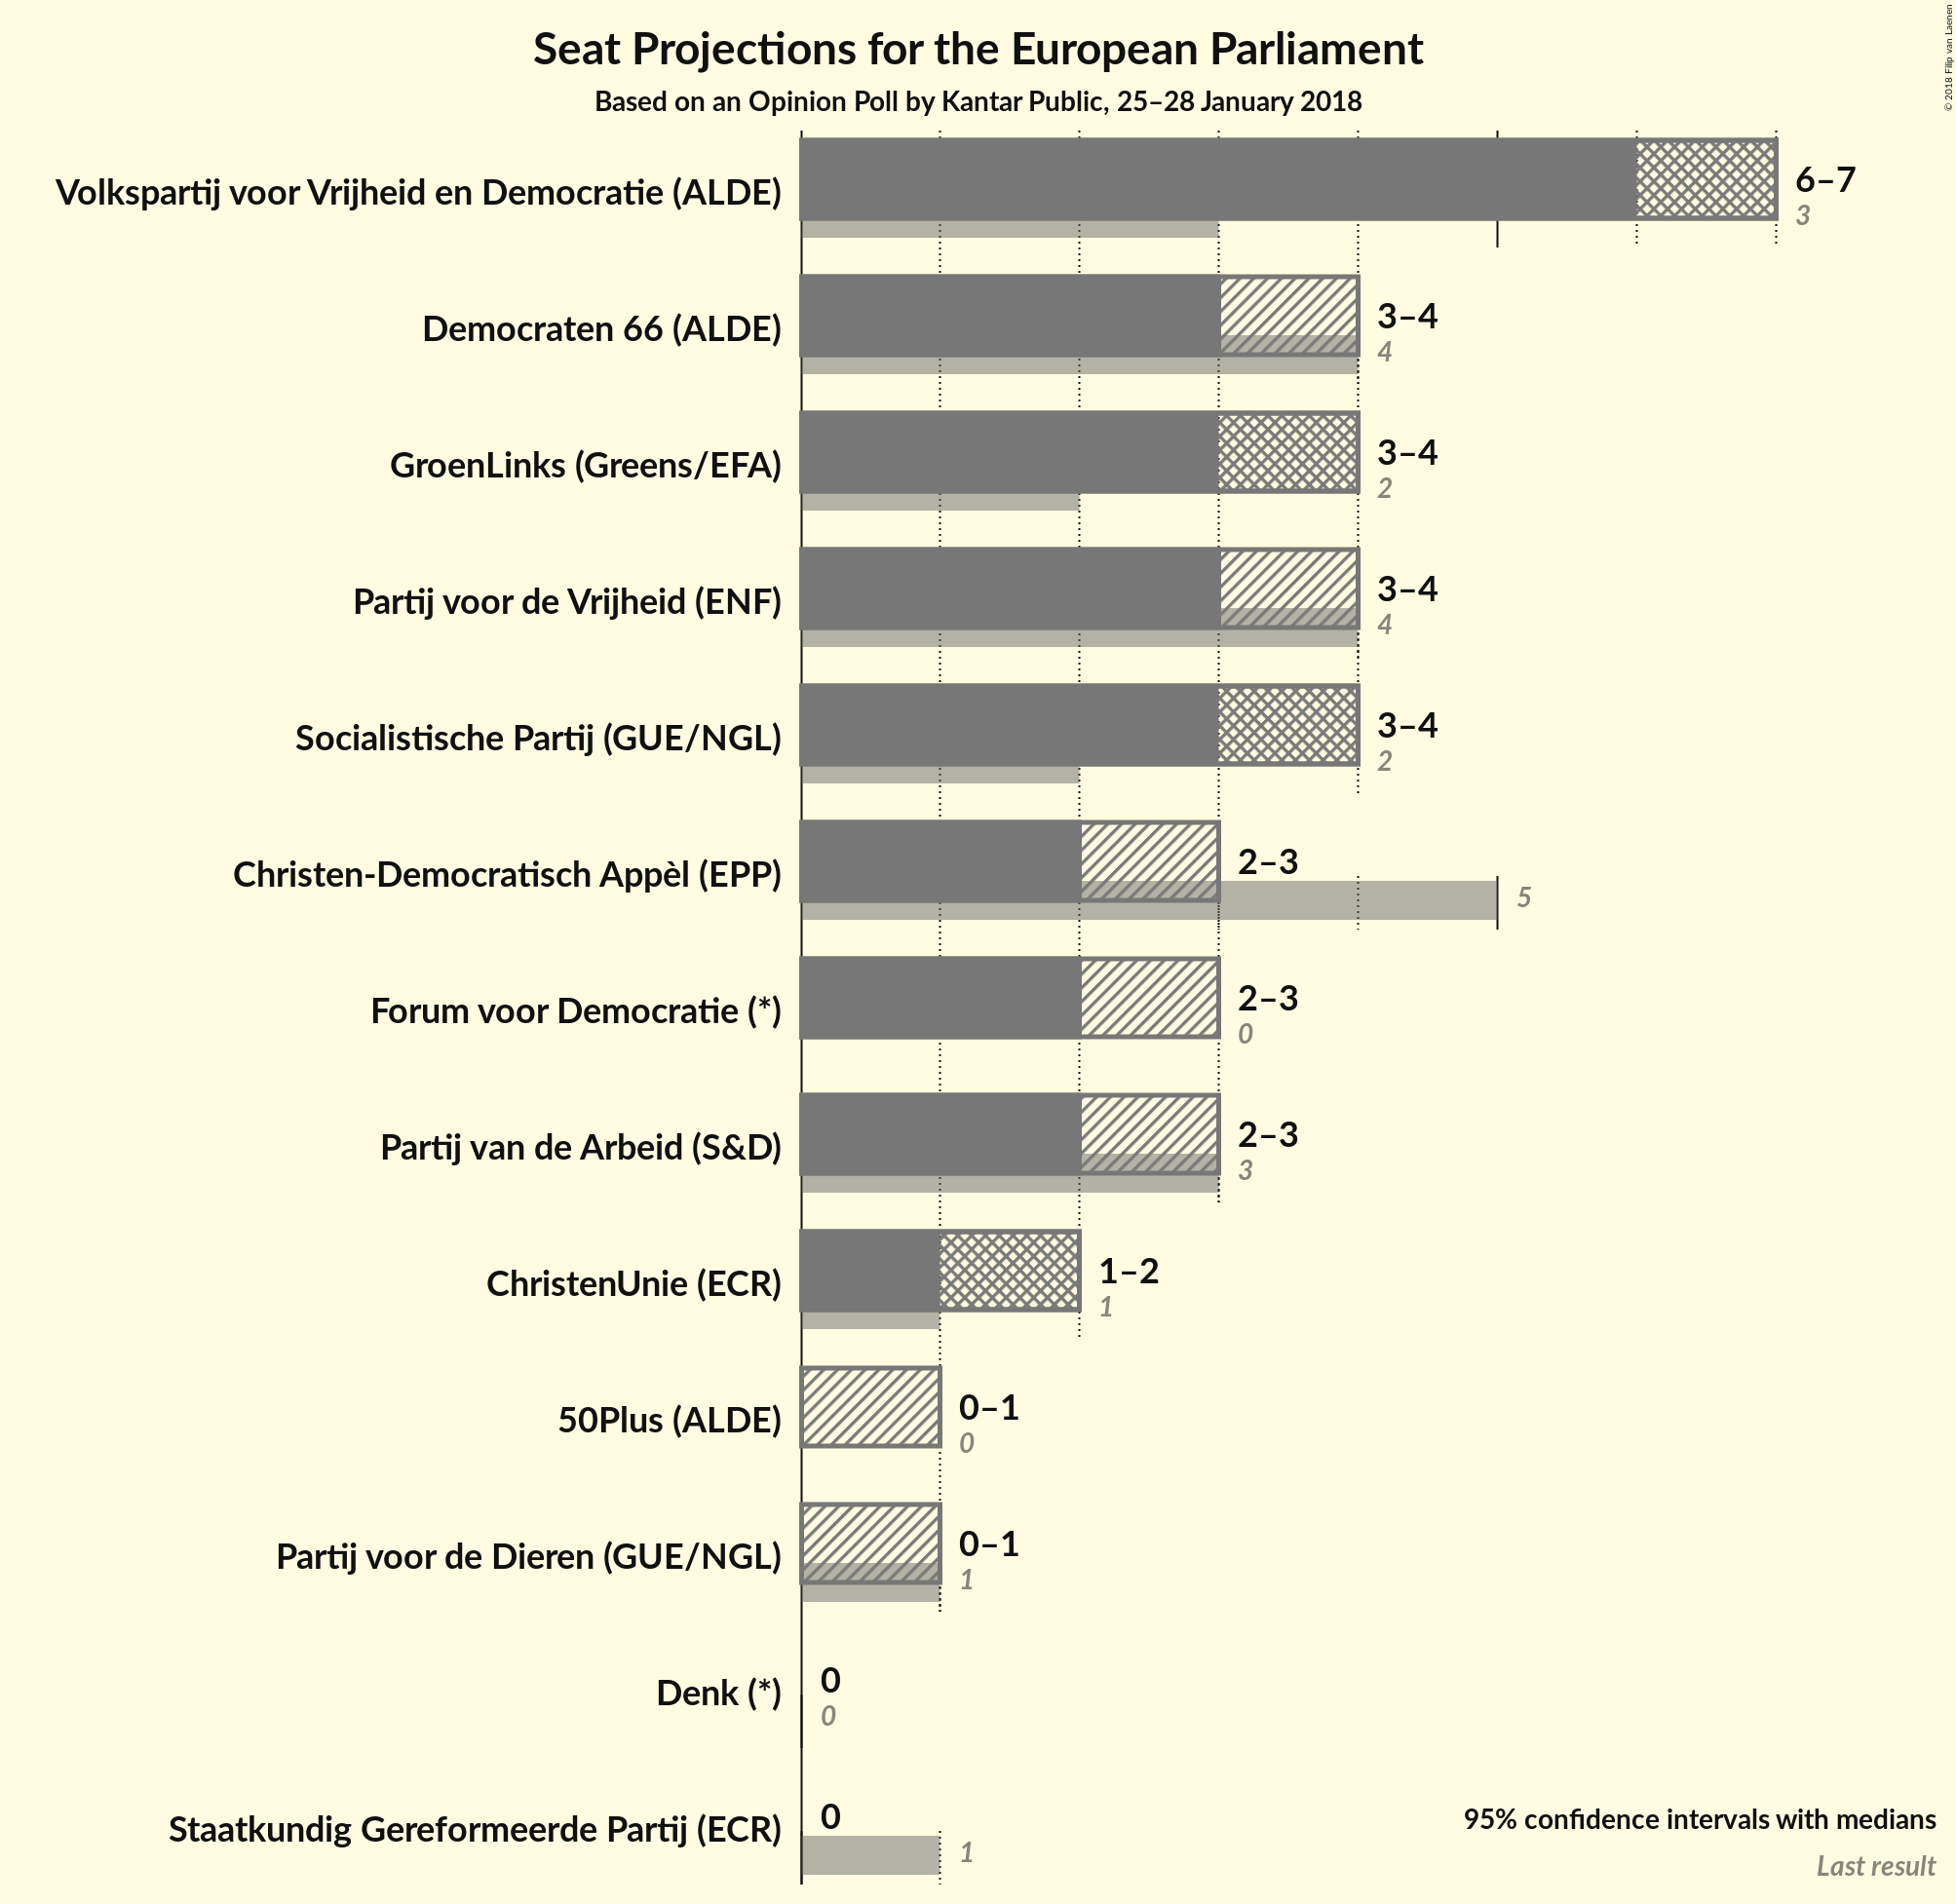 Seat Projections for the European Parliament
Based on an Opinion Poll by Kantar Public, 25–28 January 2018
© 2018 Filip van Laenen
Volkspartij voor Vrijheid en Democratie (ALDE)
6–7
3
Democraten 66 (ALDE)
3–4
4
GroenLinks (Greens/EFA)
3–4
2
Partij voor de Vrijheid (ENF)
3–4
4
Socialistische Partij (GUE/NGL)
3–4
2
Christen-Democratisch Appèl (EPP)
2–3
5
Forum voor Democratie (*)
2–3
0
Partij van de Arbeid (S&D)
2–3
3
ChristenUnie (ECR)
1–2
1
50Plus (ALDE)
0–1
0
Partij voor de Dieren (GUE/NGL)
0–1
1
Denk (*)
0
0
Staatkundig Gereformeerde Partij (ECR)
0
1
95% confidence intervals with medians
Last result